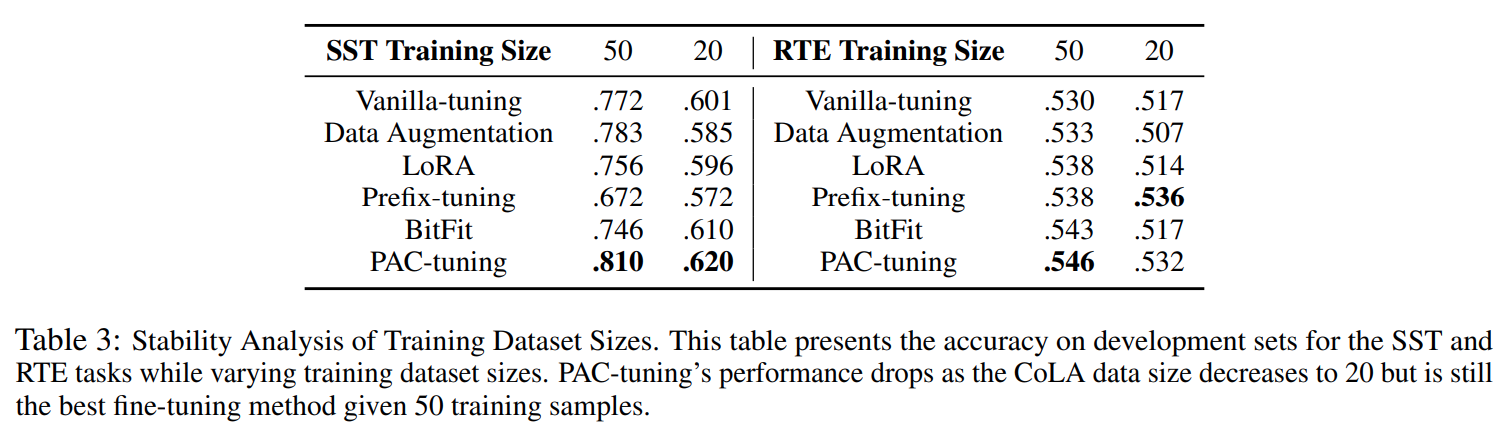 SST Training Size 50 20 RTE Training Size 50 20
Vanilla-tuning .772 .601 Vanilla-tuning .530 .517
Data Augmentation .783 .585 Data Augmentation .533 .507
LoRA .756 .596 LoRA .538 .514
Prefix-tuning .672 .572 Prefix-tuning .538 .536
BitFit .746 .610 BitFit .543 .517
PAC-tuning .810 .620 PAC-tuning .546 .532
Table 3: Stability Analysis of Training Dataset Sizes. This table presents the accuracy on development sets for the SST and
RTE tasks while varying training dataset sizes. PAC-tuning’s performance drops as the CoLA data size decreases to 20 but is still
the best fine-tuning method given 50 training samples.